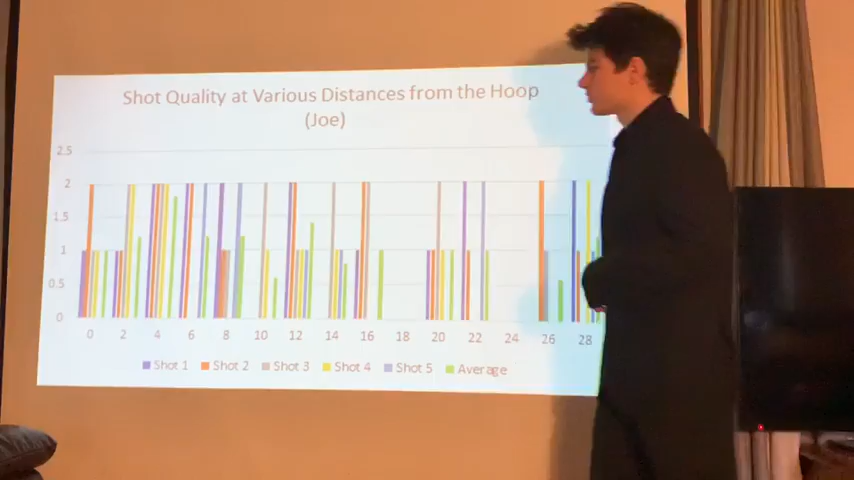 Shot Quality at Various Distances from the Hoop
(Joe)
2.5
2
1.5
1
0.5
0
0 2 4 6 8 10 12 14 16 18 20 22 24 26 28
Shot 1 Shot 2 Shot 3 Shot 4 Shot 5 Average